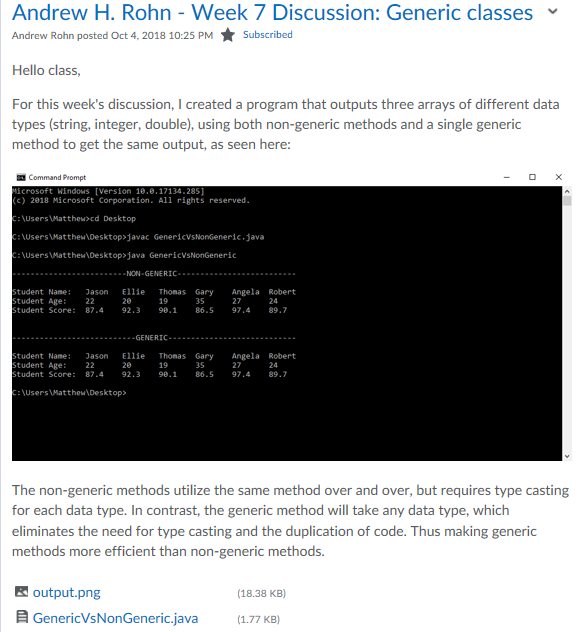 Andrew H. Rohn - Week 7 Discussion: Generic classes
Andrew Rohn posted Oct 4, 2018 10:25 PM ★ Subscribed
Hello class,
For this week's discussion, I created a program that outputs three arrays of different data
types (string, integer, double), using both non-generic methods and a single generic
method to get the same output, as seen here:
Command Prompt
Microsoft Windows [Version 10.0.17134.285]
(c) 2018 Microsoft Corporation. All rights reserved.
C:\Users\Matthew>cd Desktop
C:\Users\Matthew\Desktop>javac GenericVsNonGeneric.java
C:\Users\Matthew\Desktop>java GenericVsNonGeneric
--------------------------NON-GENERIC---------------------------
Student Name: Jason Ellie Thomas Gary Angela Robert
Student Age: 22 20 19 35 27 24
Student Score: 87.4 92.3 90.1 86.5 97.4 89.7
----------------------------GENERIC-----------------------------
Student Name: Jason Ellie Thomas Gary Angela Robert
Student Age: 22 20 19 35 27 24
Student Score: 87.4 92.3 90.1 86.5 97.4 89.7
C:\Users\Matthew\Desktop>
The non-generic methods utilize the same method over and over, but requires type casting
for each data type. In contrast, the generic method will take any data type, which
eliminates the need for type casting and the duplication of code. Thus making generic
methods more efficient than non-generic methods.
output.png (18.38 KB)
GenericVsNonGeneric.java (1.77 KB)